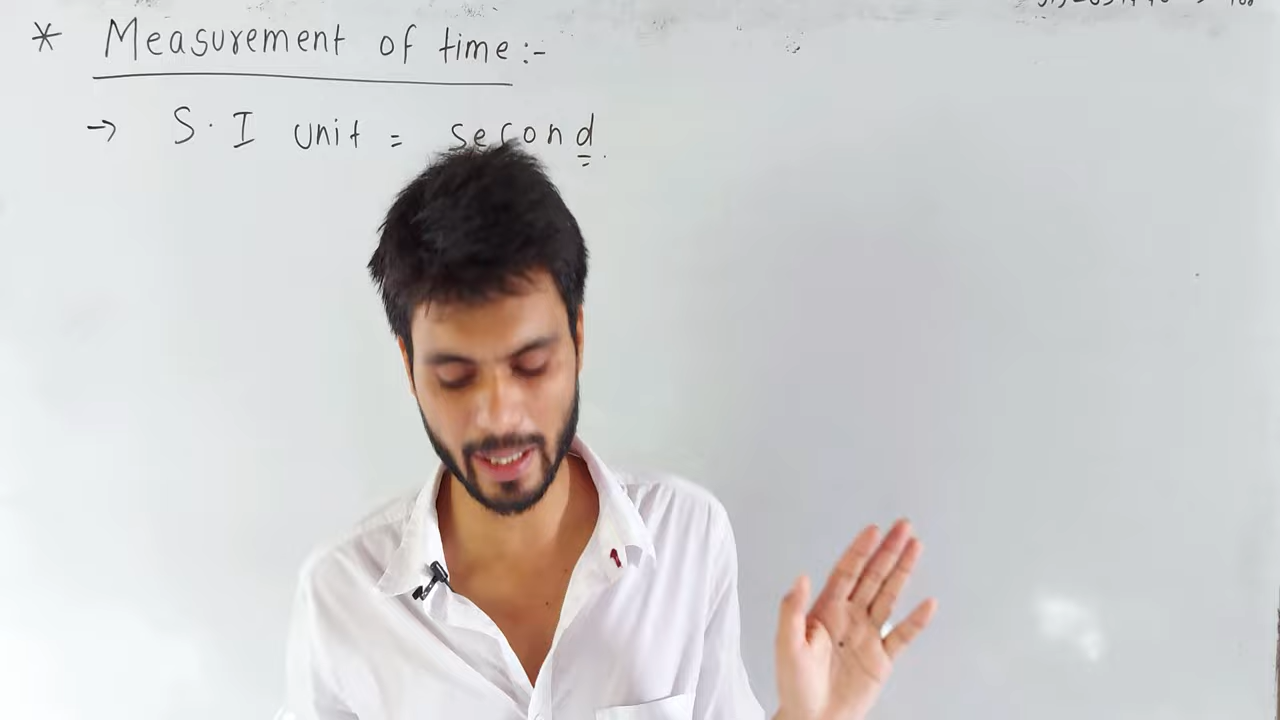 * Measurement of time:-
→ S.I unit = second.